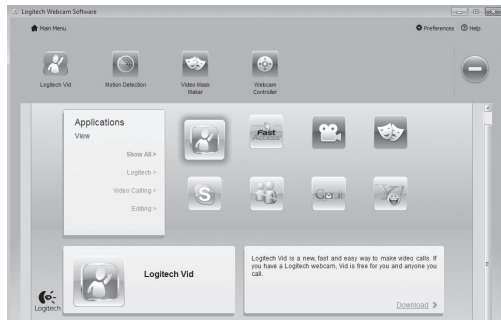 Logitech Webcam Software
Main Menu
Preferences
Help
Logitech Vid
Motion Detection
Video Mask
Maker
Webcam
Controller
Applications
View
Show All >
Logitech >
Video Calling >
Editing >
Fast
Access
S
Logitech Vid
Logitech Vid is a new, fast and easy way to make video calls. If
you have a Logitech webcam, Vid is free for you and anyone you
call.
Download >
Logitech